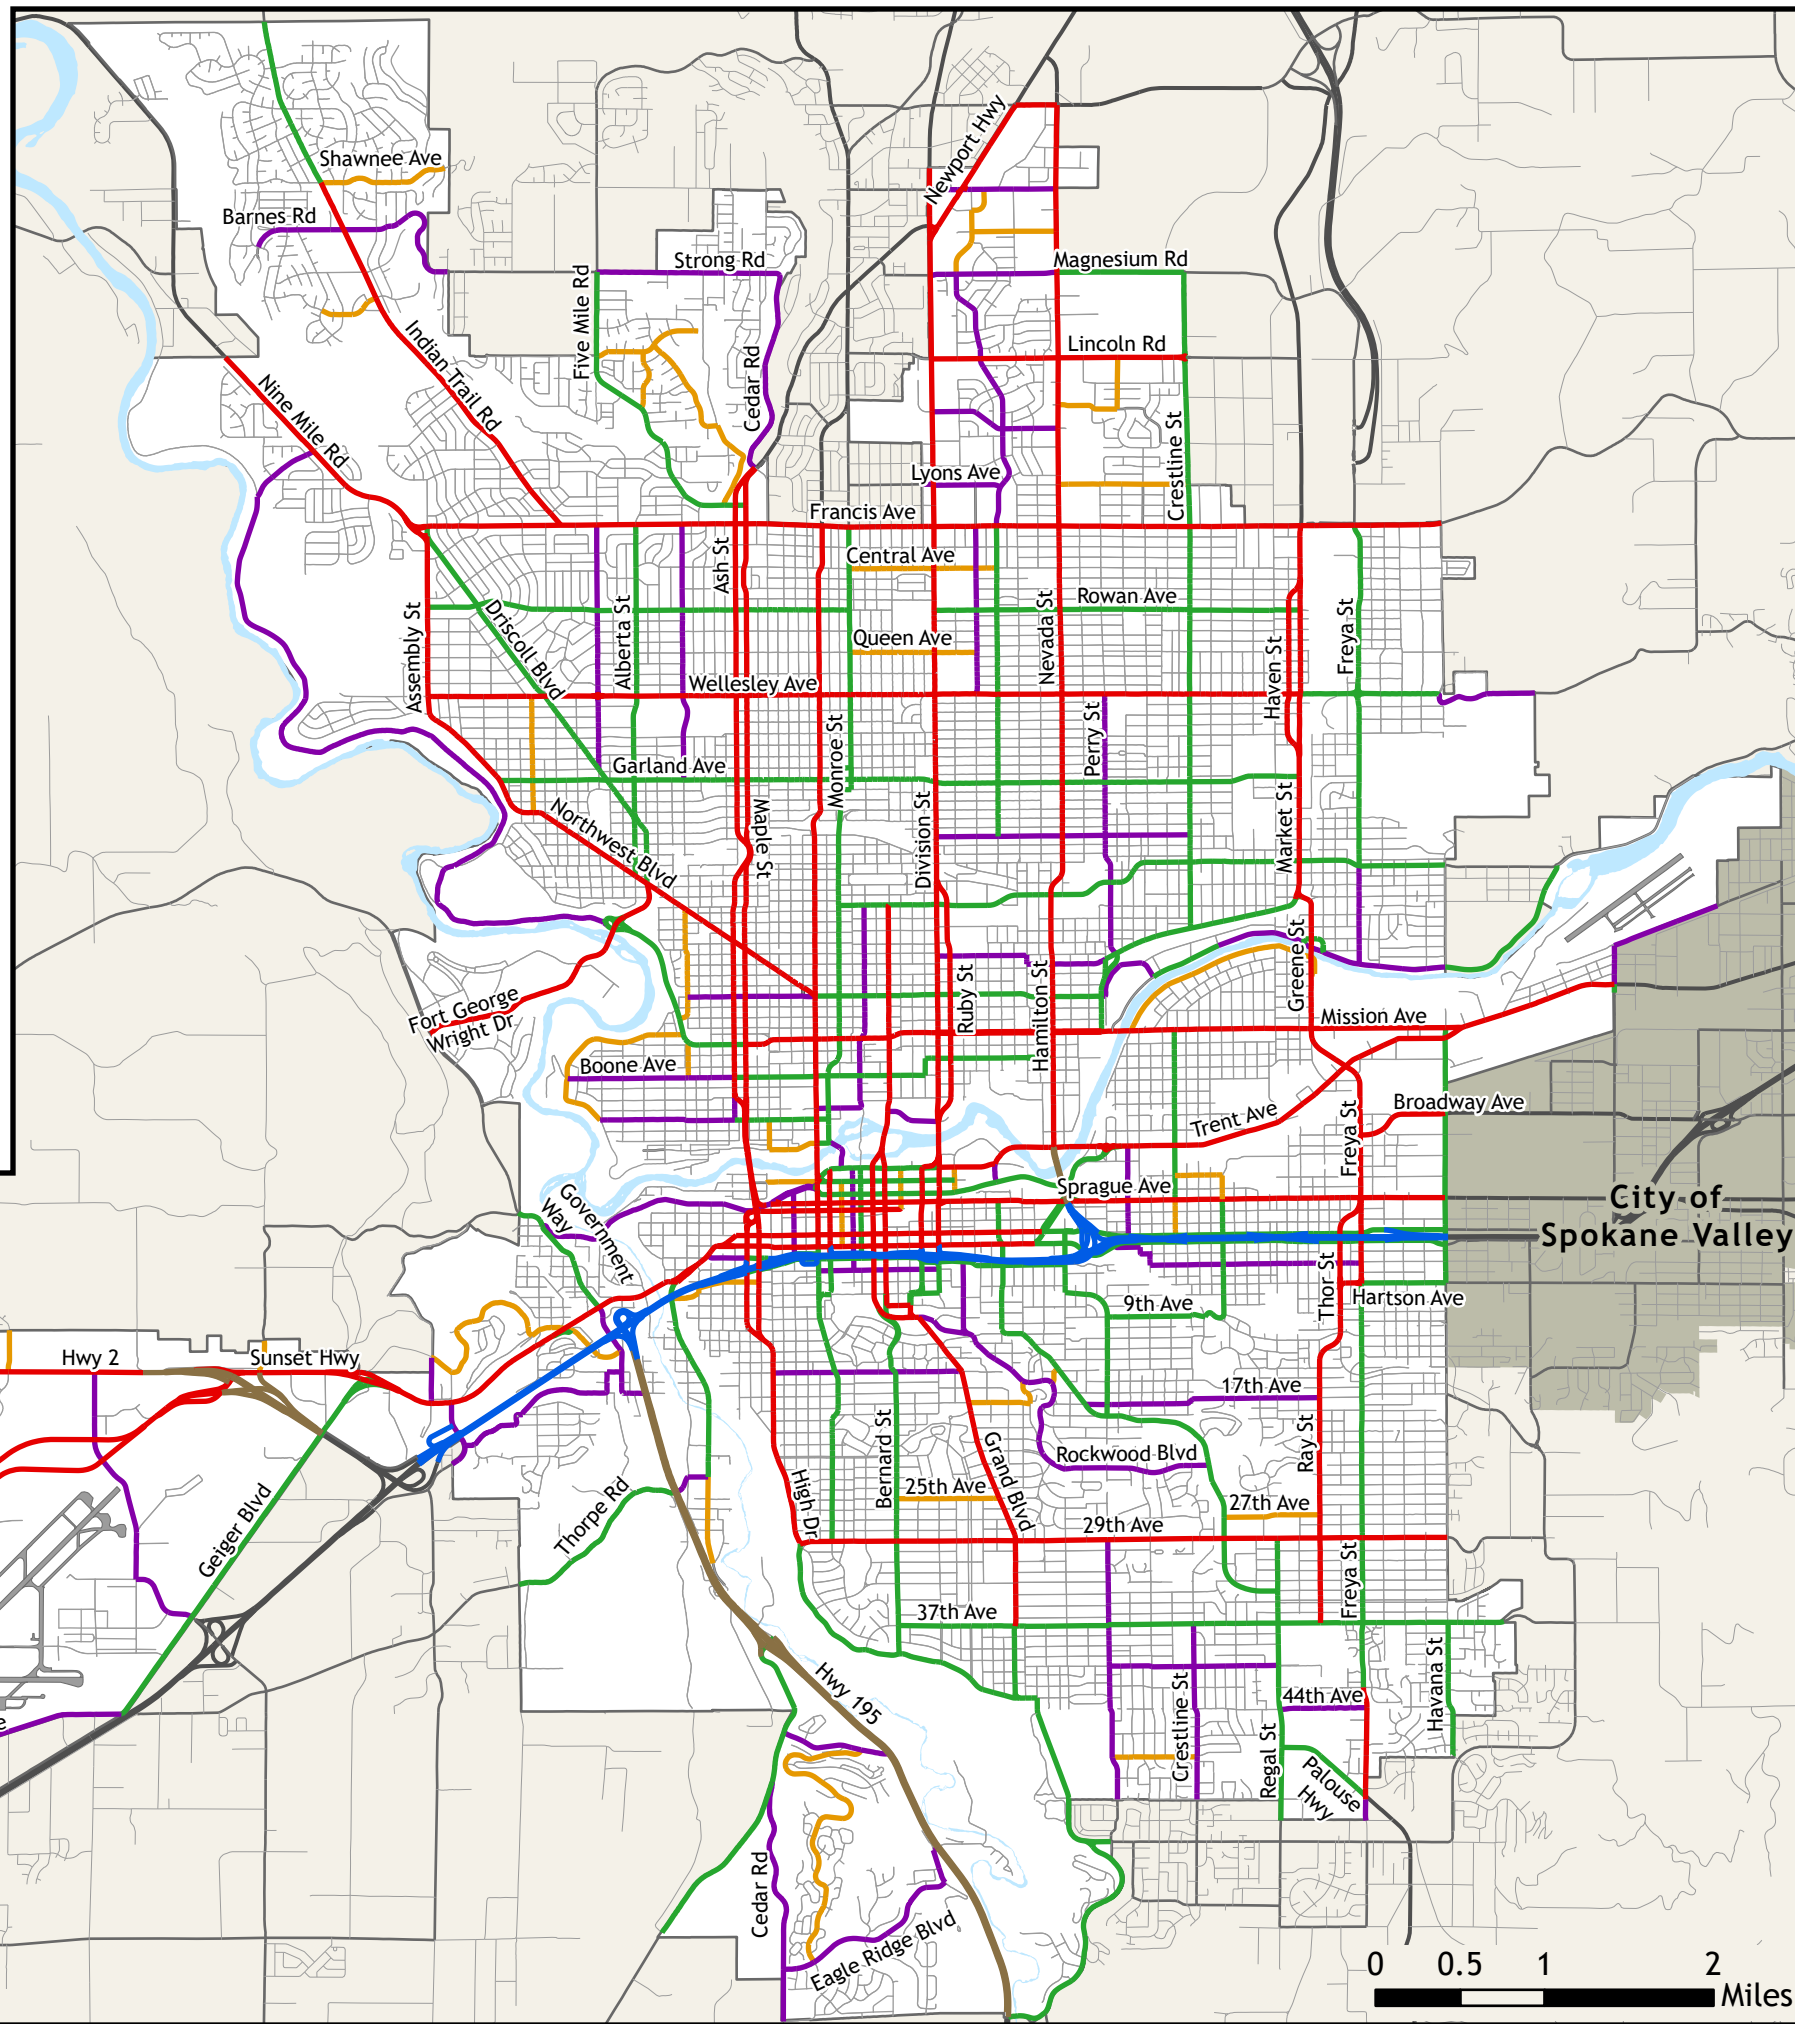 Newport Hwy
Shawnee Ave
Barnes Rd
Strong Rd
Magnesium Rd
Five Mile Rd
Indian Trail Rd
Cedar Rd
Lincoln Rd
Nine Mile Rd
Crestline St
Lyons Ave
Francis Ave
Ash St
Central Ave
Rowan Ave
Assembly St
Driscoll Blvd
Alberta St
Queen Ave
Nevada St
Haven St
Freya St
Wellesley Ave
Perry St
Monroe St
Garland Ave
Northwest Blvd
Maple St
Division St
Market St
Fort George
Wright Dr
Ruby St
Hamilton St
Greene St
Mission Ave
Boone Ave
Broadway Ave
Trent Ave
Freya St
Government
Way
Sprague Ave
City of
Spokane Valley
Thor St
Hartson Ave
9th Ave
Hwy 2
Sunset Hwy
17th Ave
Bernard St
Grand Blvd
Rockwood Blvd
Ray St
High Dr
25th Ave
27th Ave
Geiger Blvd
Thorpe Rd
29th Ave
Freya St
37th Ave
Hwy 195
Crestline St
44th Ave
Havana St
Regal St
Palouse
Hwy
Cedar Rd
Eagle Ridge Blvd
0 0.5 1 2
Miles